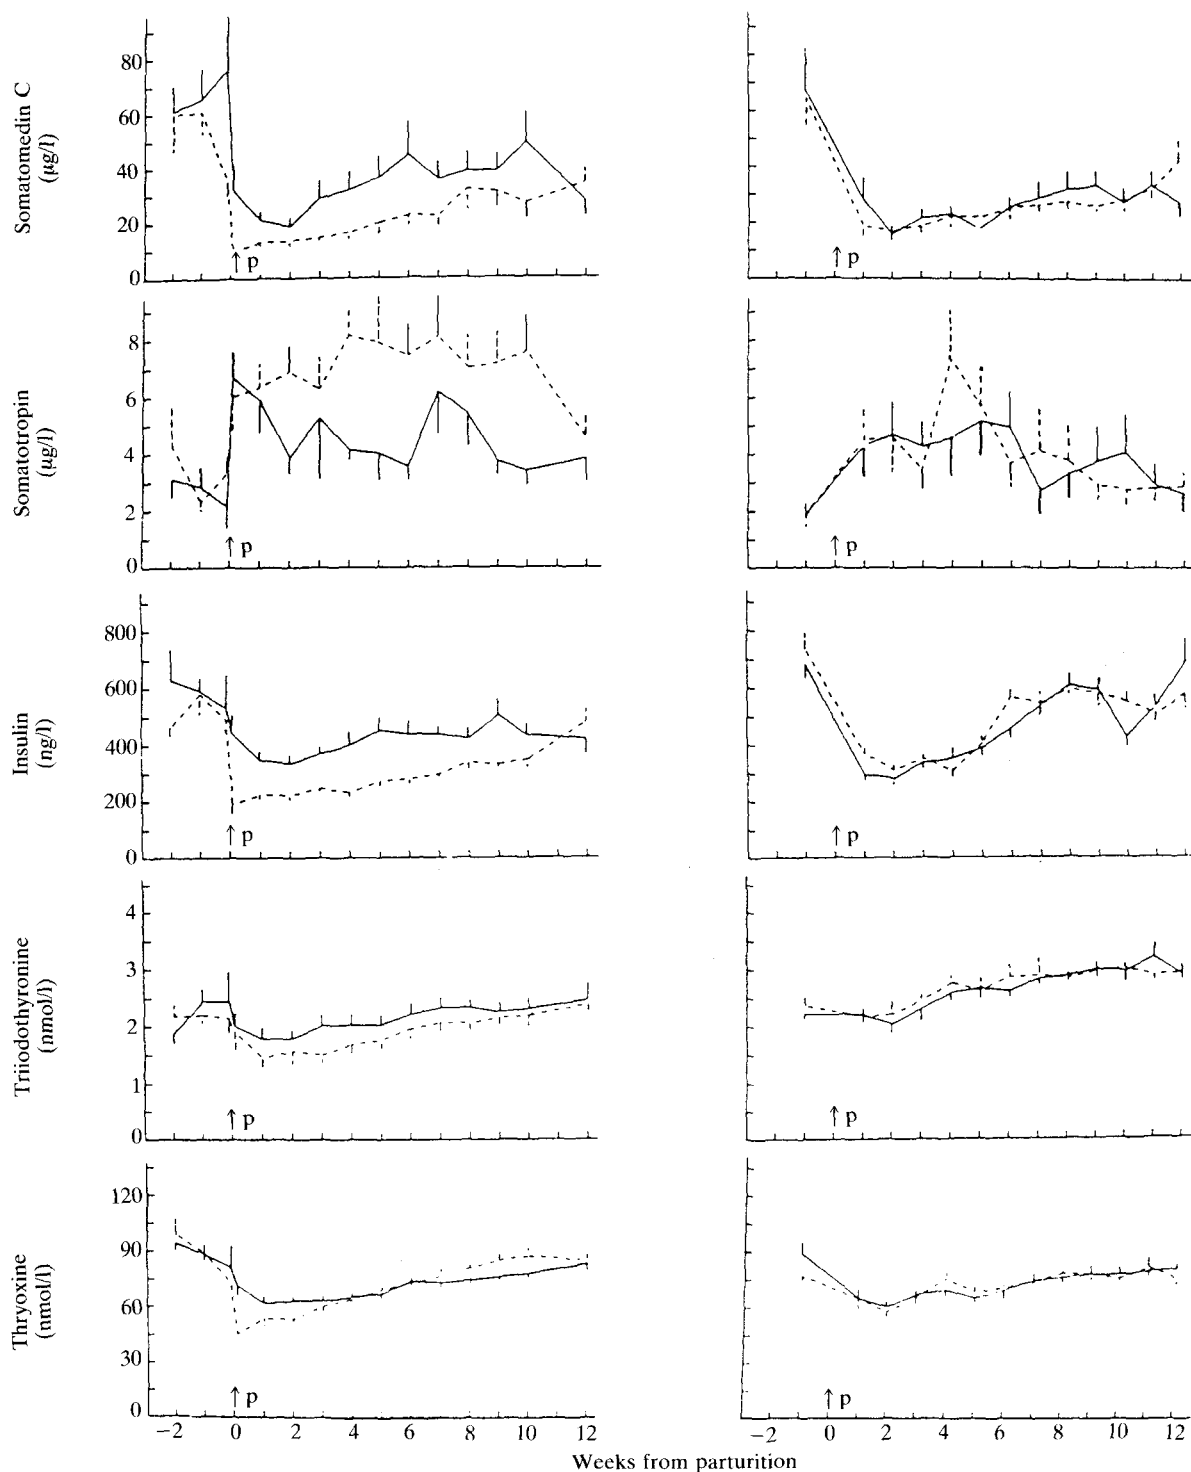 Somatomedin C
(µg/l)
80
60
40
20
0
↑ p
↑ p
Somatotropin
(µg/l)
8
6
4
2
0
↑ p
↑ p
Insulin
(ng/l)
800
600
400
200
0
↑ p
↑ p
Triiodothyronine
(nmol/l)
4
3
2
1
0
↑ p
↑ p
Thryoxine
(nmol/l)
120
90
60
30
0
↑ p
↑ p
−2 0 2 4 6 8 10 12
−2 0 2 4 6 8 10 12
Weeks from parturition